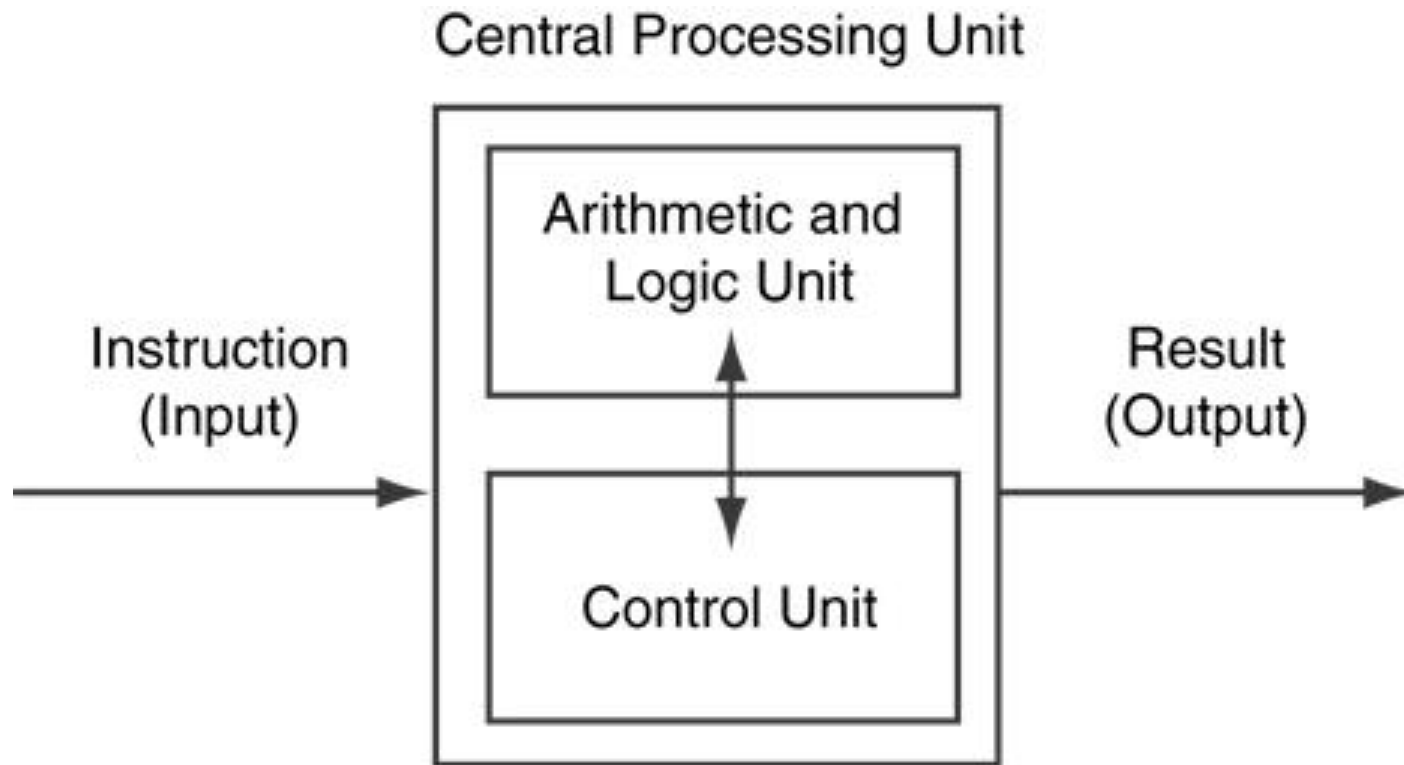 Central Processing Unit
Arithmetic and
Logic Unit
Instruction
(Input)
Result
(Output)
Control Unit